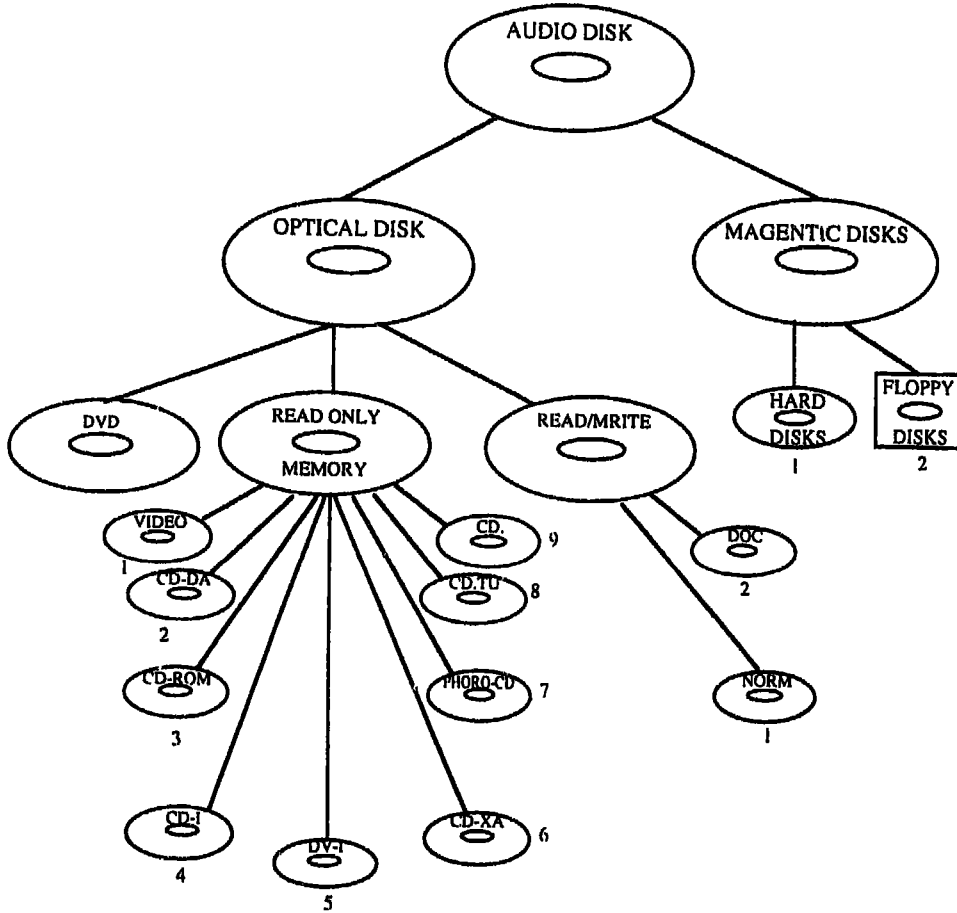 AUDIO DISK
OPTICAL DISK
MAGENTIC DISKS
DVD
READ ONLY
MEMORY
READ/MRITE
HARD
DISKS
1
FLOPPY
DISKS
2
VIDEO
1
CD-DA
2
CD-ROM
3
CD-I
4
DV-I
5
CD-XA
6
PHORO-CD
7
CD.TU
8
CD.
9
DOC
2
NORM
1